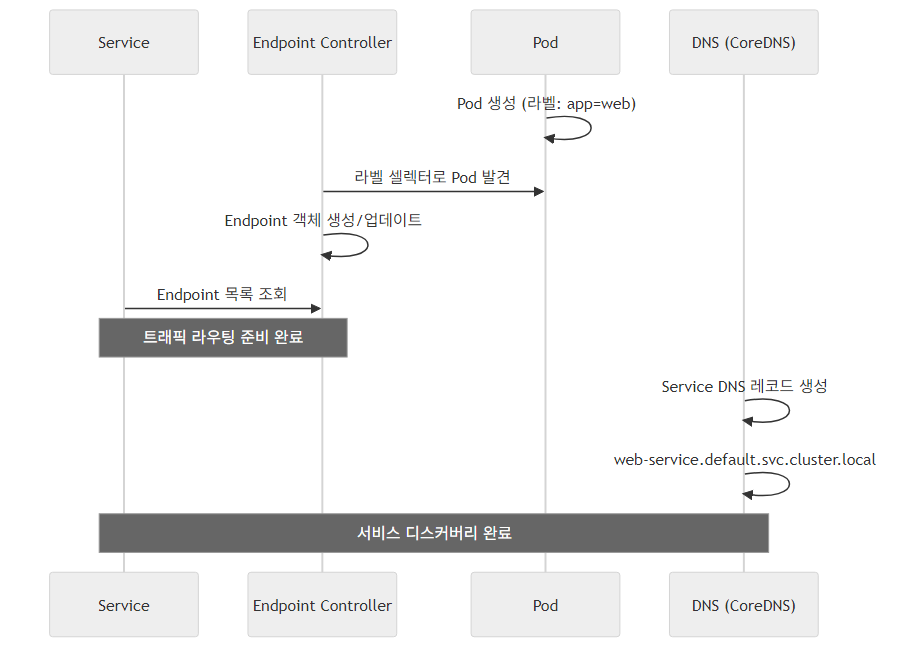 Service
Endpoint Controller
Pod
DNS (CoreDNS)
Pod 생성 (라벨: app=web)
라벨 셀렉터로 Pod 발견
Endpoint 객체 생성/업데이트
Endpoint 목록 조회
트래픽 라우팅 준비 완료
Service DNS 레코드 생성
web-service.default.svc.cluster.local
서비스 디스커버리 완료
Service
Endpoint Controller
Pod
DNS (CoreDNS)